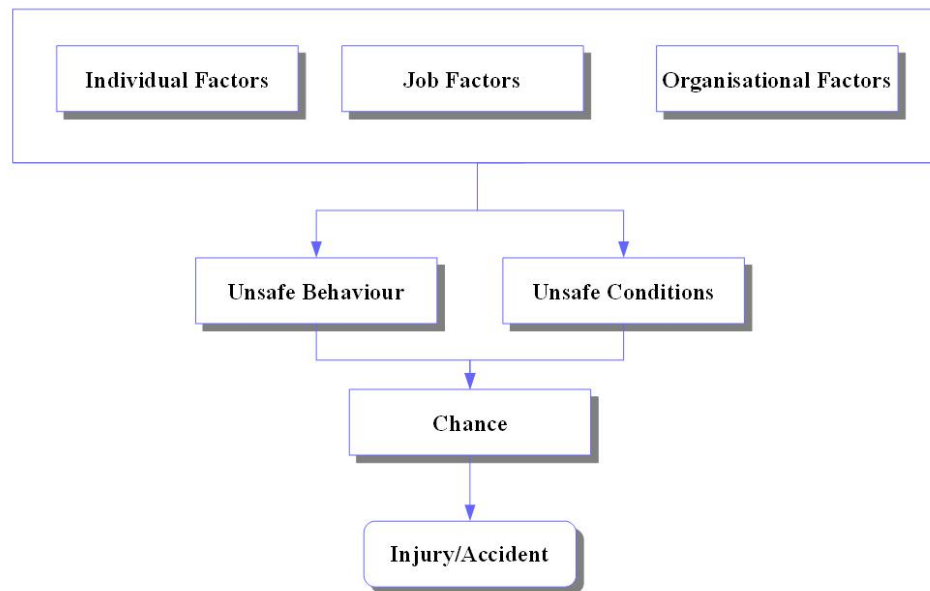 Individual Factors
Job Factors
Organisational Factors
Unsafe Behaviour
Unsafe Conditions
Chance
Injury/Accident